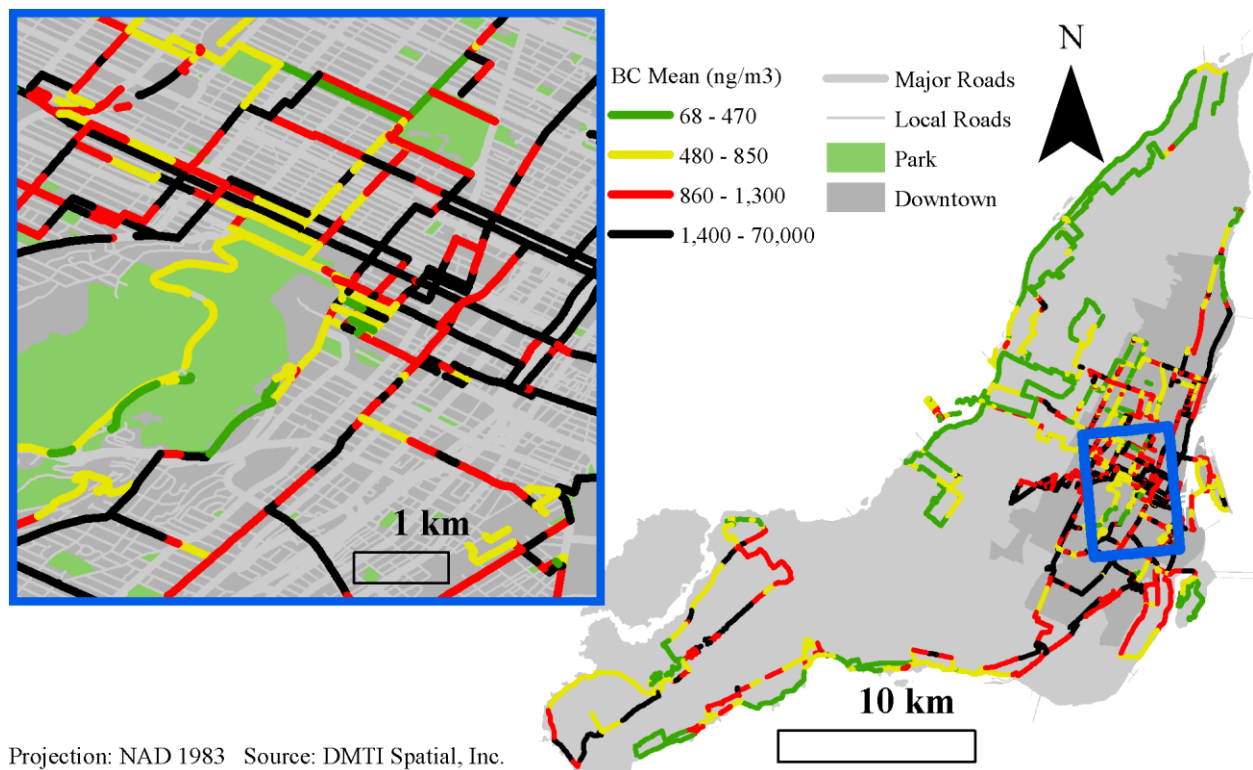 BC Mean (ng/m3)
68 - 470
480 - 850
860 - 1,300
1,400 - 70,000
Major Roads
Local Roads
Park
Downtown
N
1 km
10 km
Projection: NAD 1983 Source: DMTI Spatial, Inc.